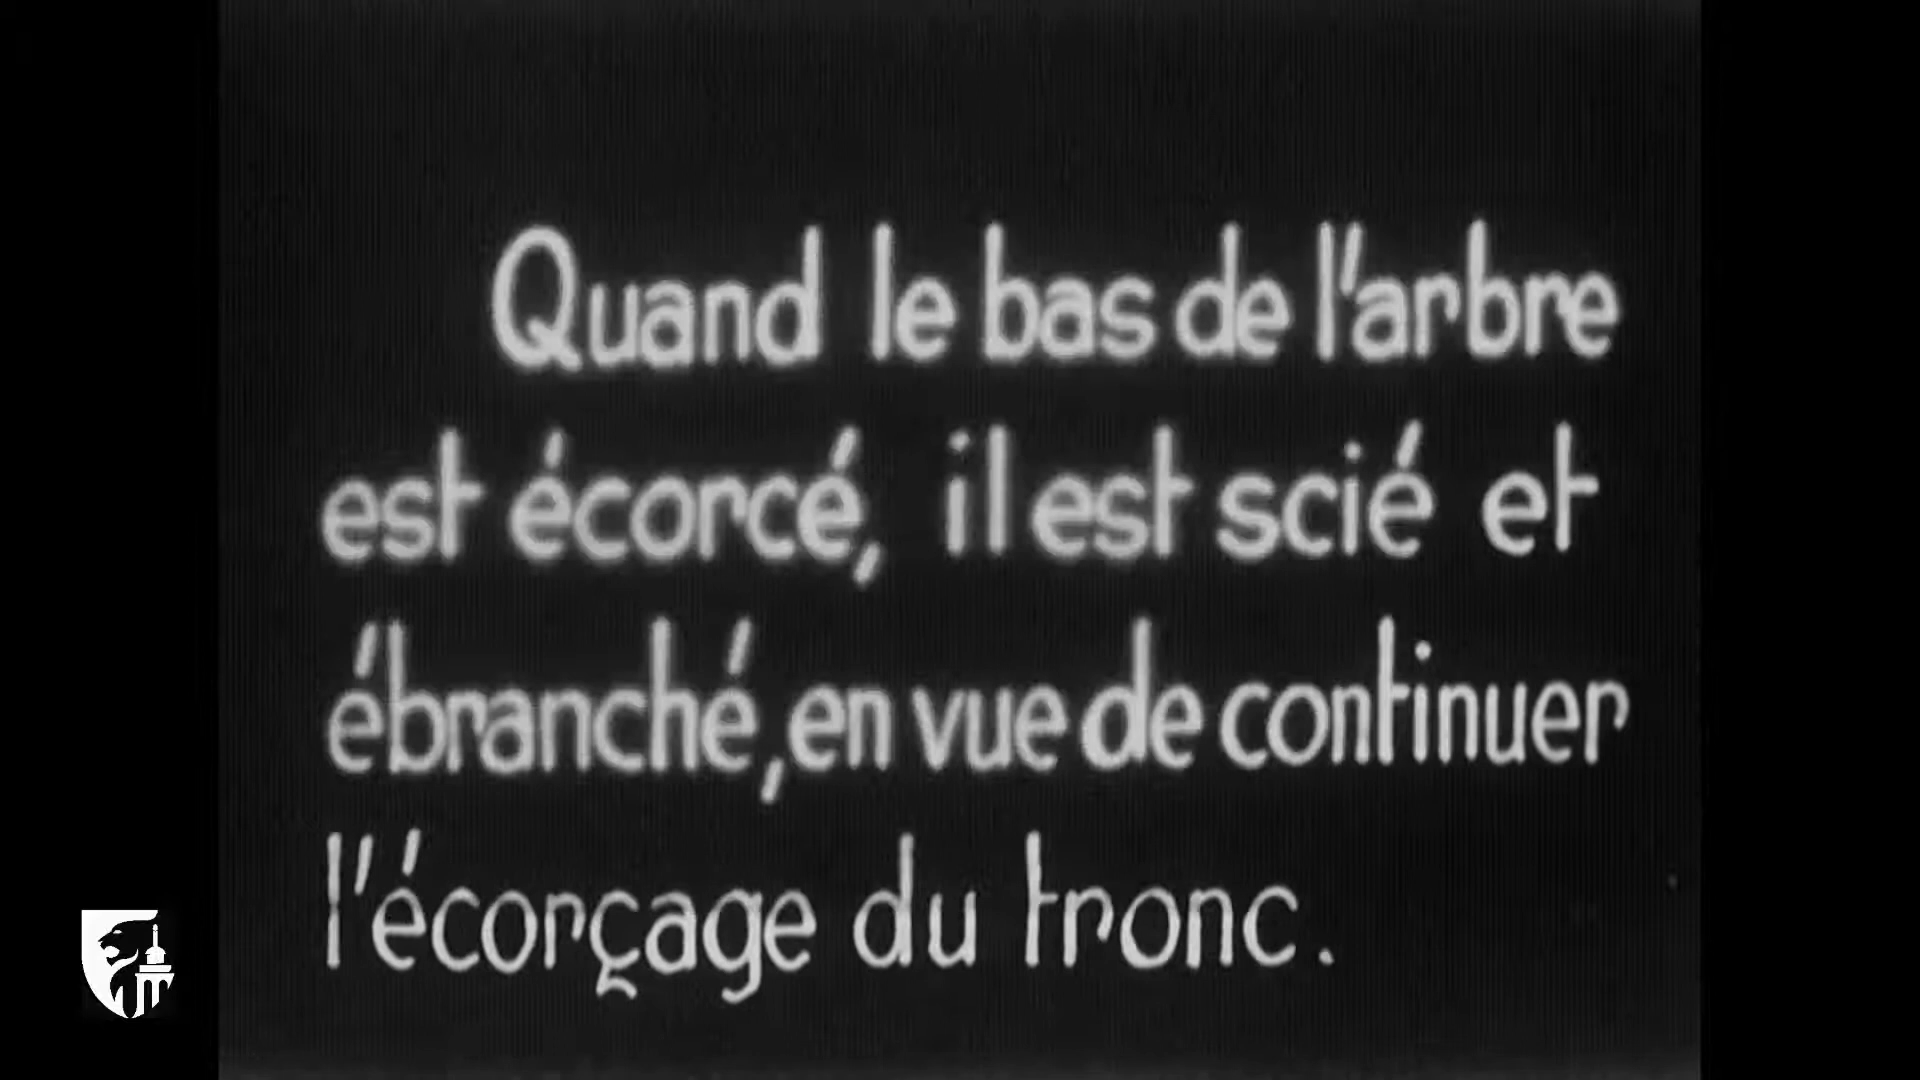 Quand le bas de l'arbre
est écorcé, il est scié et
ébranché, en vue de continuer
l'écorçage du tronc.